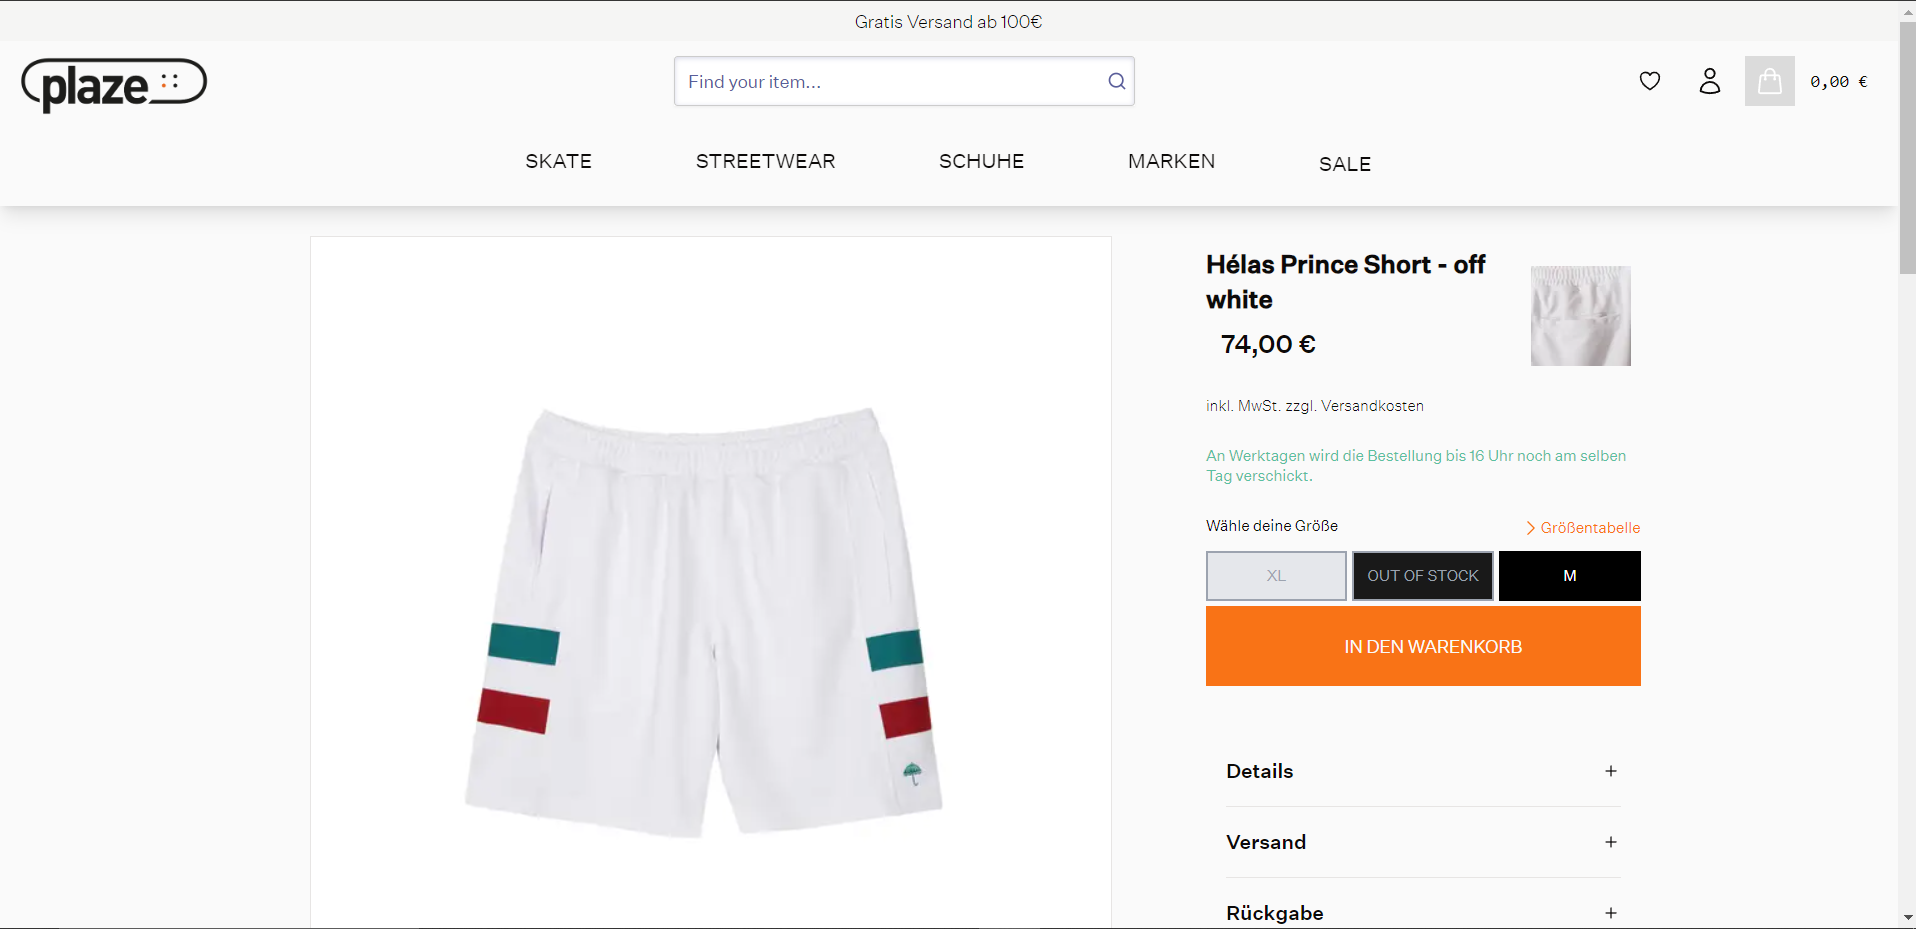 Gratis Versand ab 100€
plaze
Find your item...
0,00 €
SKATE
STREETWEAR
SCHUHE
MARKEN
SALE
Hélas Prince Short - off
white
74,00 €
inkl. MwSt. zzgl. Versandkosten
An Werktagen wird die Bestellung bis 16 Uhr noch am selben
Tag verschickt.
Wähle deine Größe
Größentabelle
XL
OUT OF STOCK
M
IN DEN WARENKORB
Details
Versand
Rückgabe